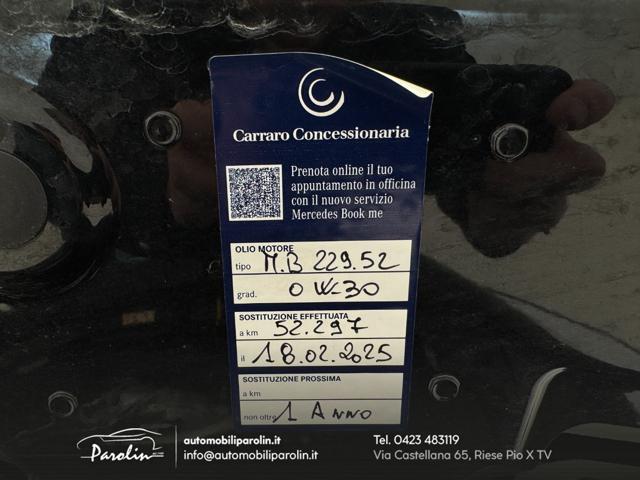 Carraro Concessionaria
Prenota online il tuo
appuntamento in officina
con il nuovo servizio
Mercedes Book me
OLIO MOTORE
tipo M.B 229.52
grad. 0W-30
SOSTITUZIONE EFFETTUATA
a km 52.297
il 18.02.2025
SOSTITUZIONE PROSSIMA
a km
non oltre 1 ANNO
Parolin
automobiliparolin.it
info@automobiliparolin.it
Tel. 0423 483119
Via Castellana 65, Riese Pio X TV